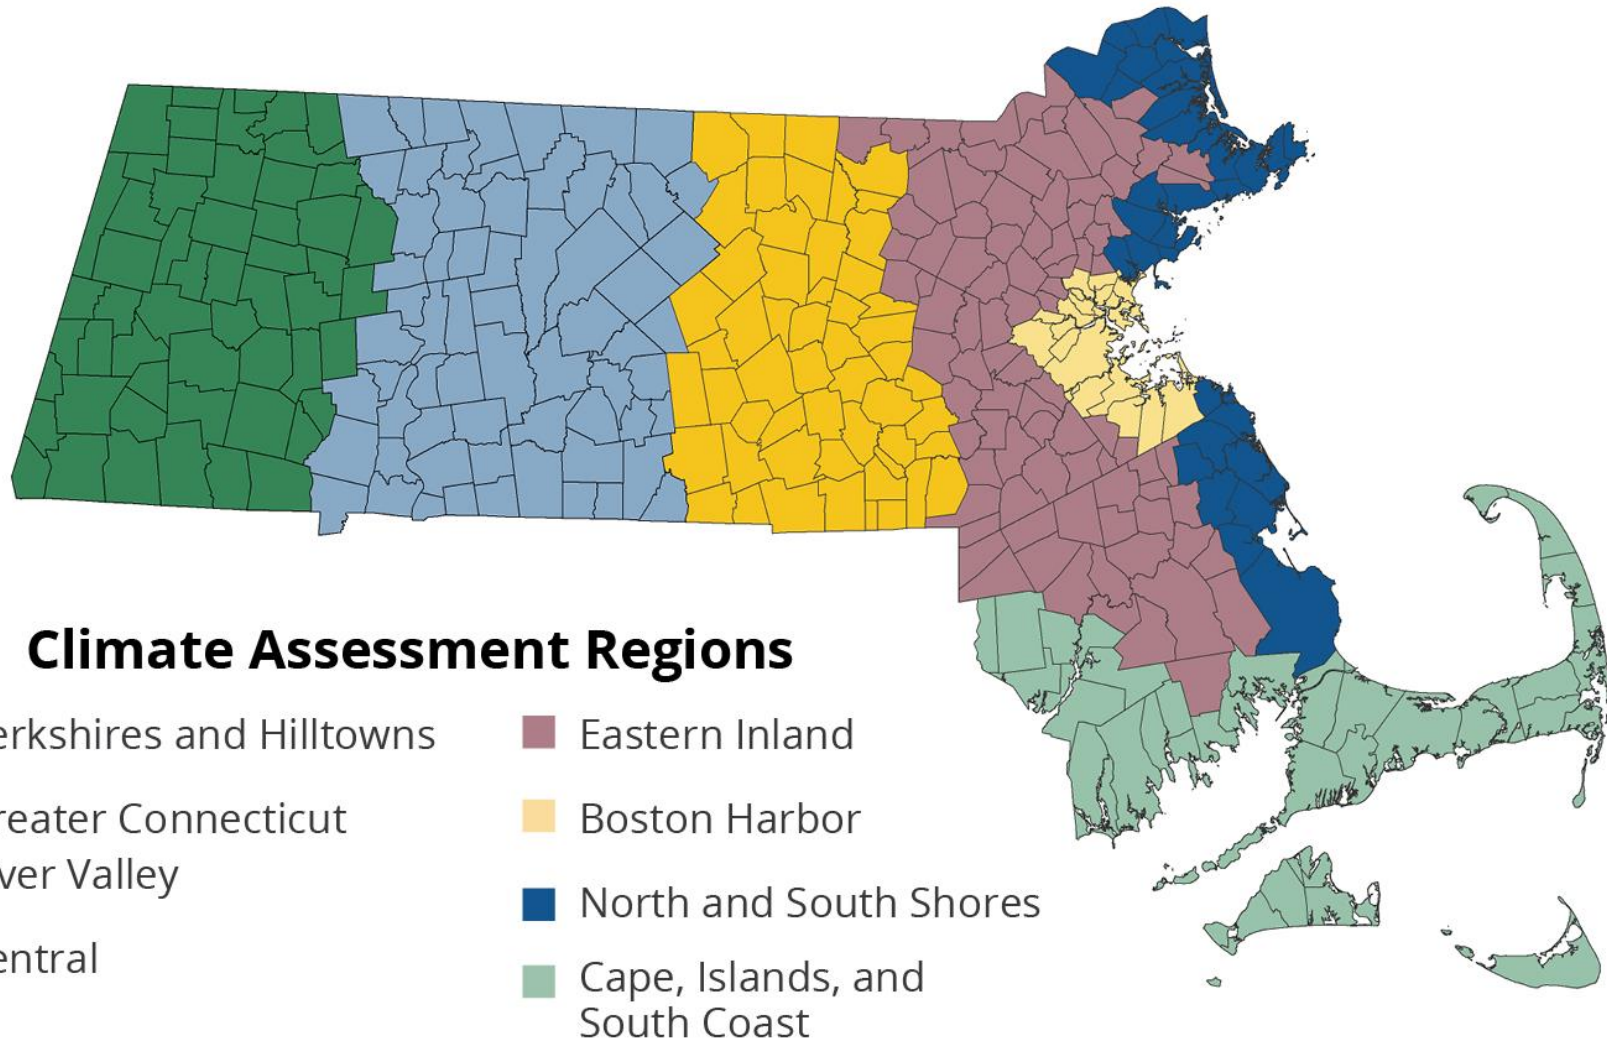 Climate Assessment Regions
erkshires and Hilltowns
reater Connecticut
ver Valley
entral
Eastern Inland
Boston Harbor
North and South Shores
Cape, Islands, and
South Coast